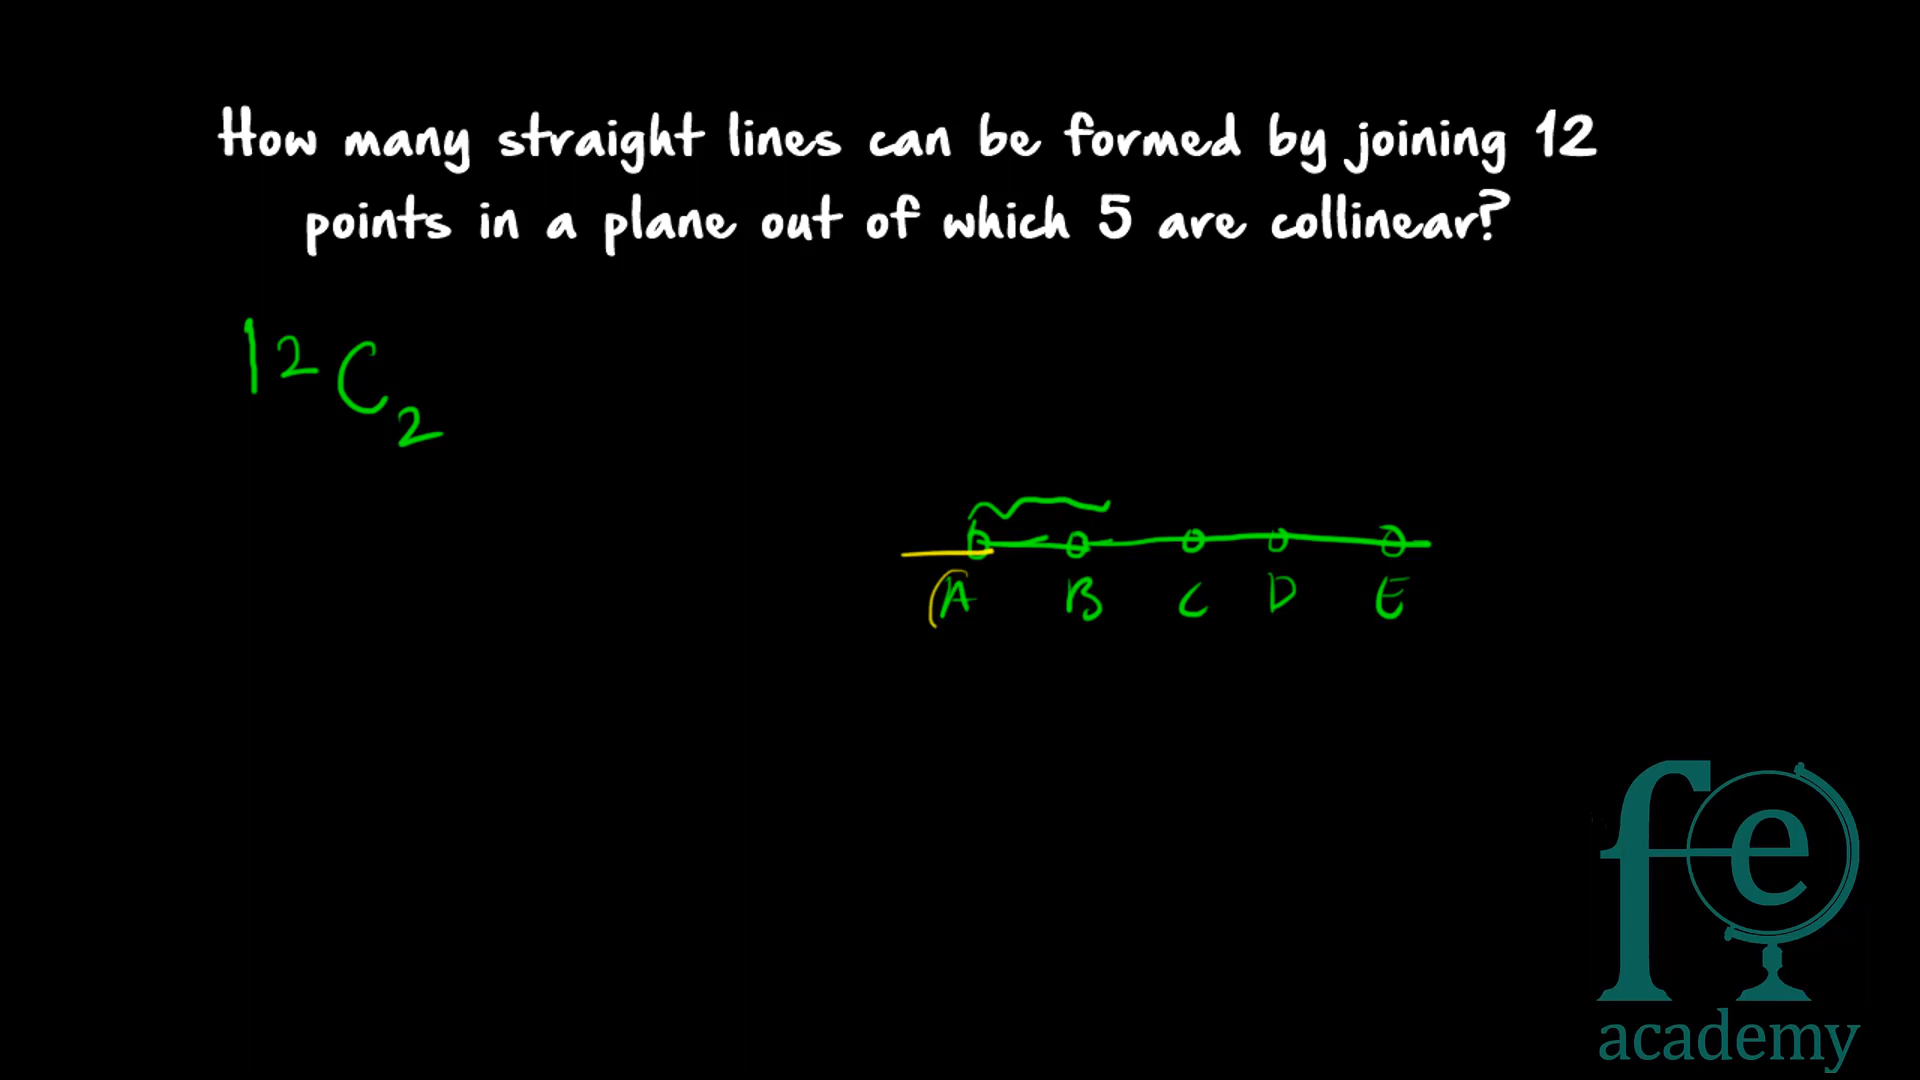 How many straight lines can be formed by joining 12
points in a plane out of which 5 are collinear?
12C2
A B C D E
fe
academy